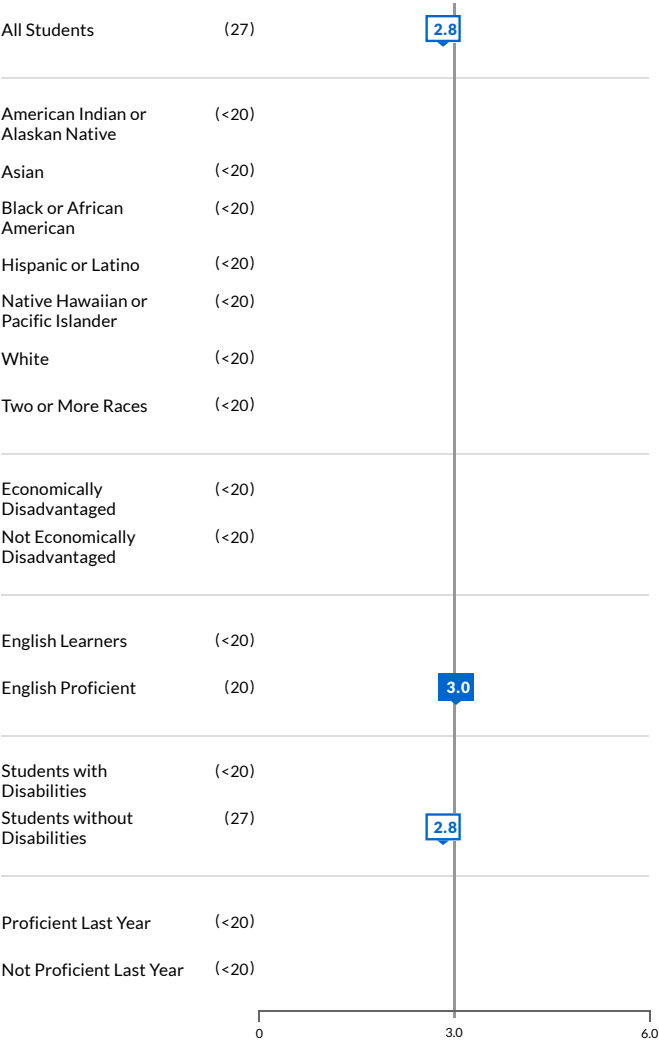 All Students (27) 2.8
American Indian or (<20)
Alaskan Native
Asian (<20)
Black or African (<20)
American
Hispanic or Latino (<20)
Native Hawaiian or (<20)
Pacific Islander
White (<20)
Two or More Races (<20)
Economically (<20)
Disadvantaged
Not Economically (<20)
Disadvantaged
English Learners (<20)
English Proficient (20) 3.0
Students with (<20)
Disabilities
Students without (27) 2.8
Disabilities
Proficient Last Year (<20)
Not Proficient Last Year (<20)
0 3.0 6.0